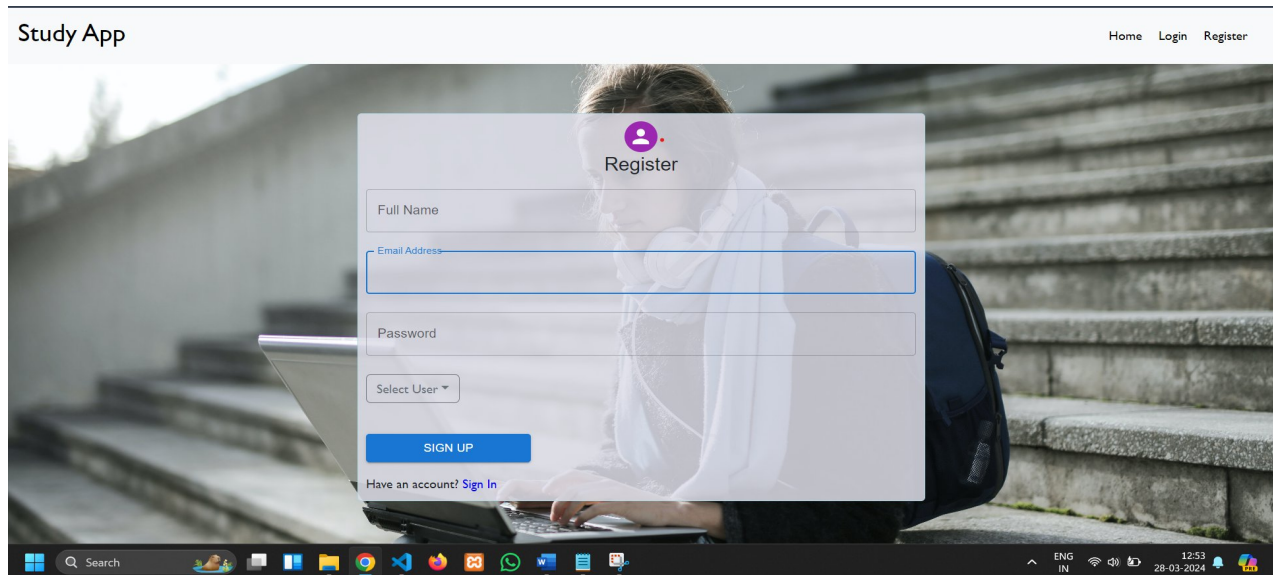 Study App
Home Login Register
Register
Full Name
Email Address
Password
Select User
SIGN UP
Have an account? Sign In
Search
W
ENG
IN
12:53
28-03-2024
PRE